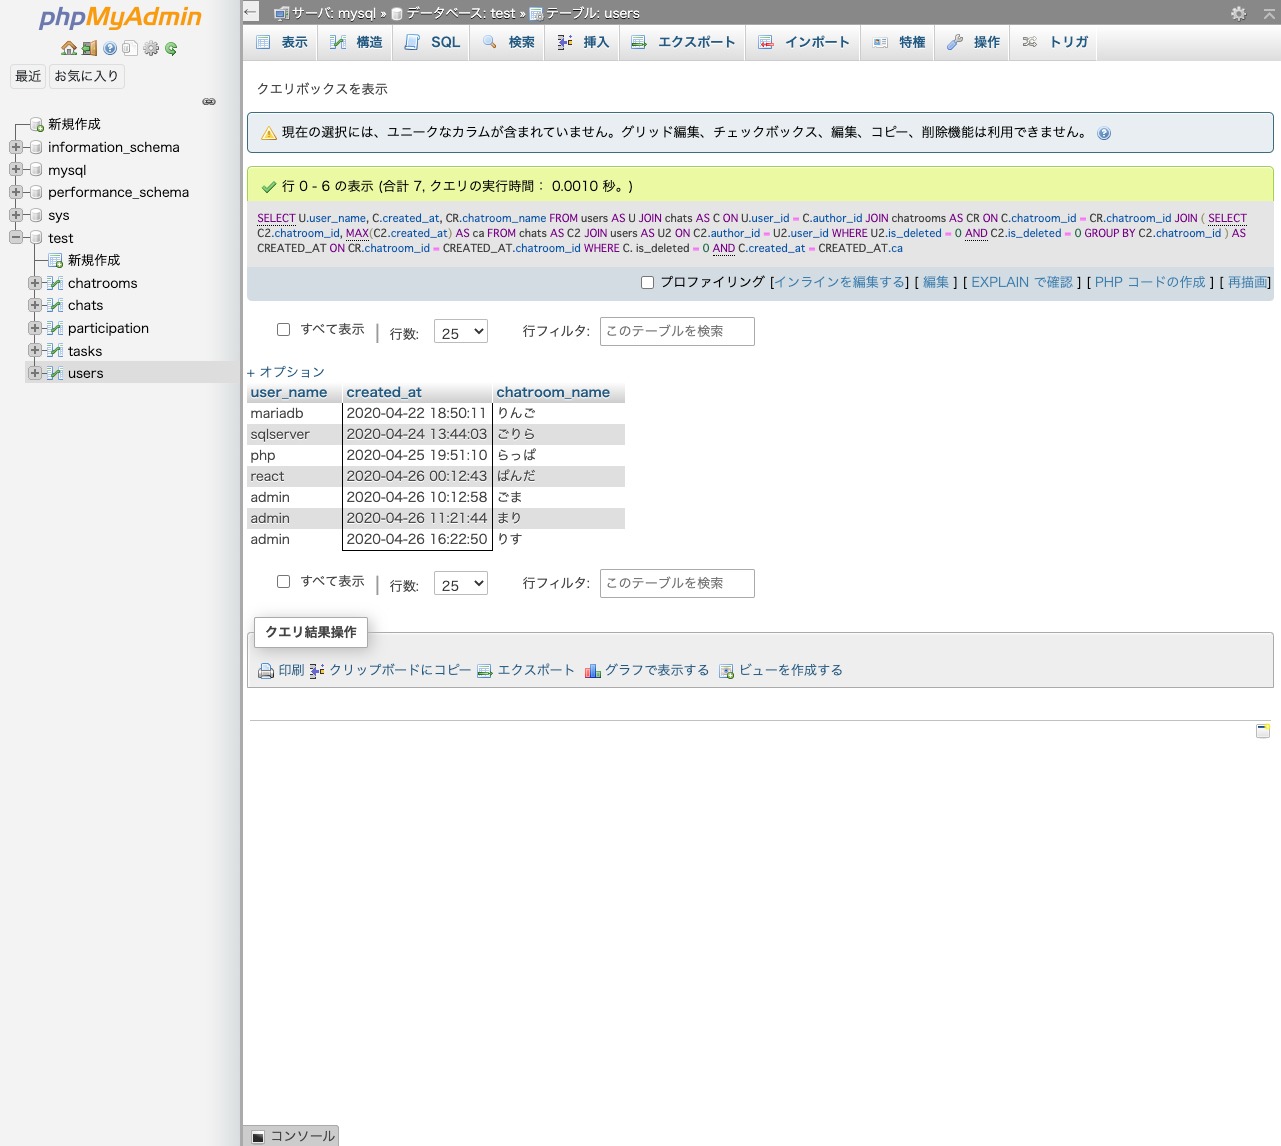 phpMyAdmin
最近 お気に入り
新規作成
information_schema
mysql
performance_schema
sys
test
新規作成
chatrooms
chats
participation
tasks
users
サーバ: mysql » データベース: test » テーブル: users
表示 構造 SQL 検索 挿入 エクスポート インポート 特権 操作 トリガ
クエリボックスを表示
現在の選択には、ユニークなカラムが含まれていません。グリッド編集、チェックボックス、編集、コピー、削除機能は利用できません。
行 0 - 6 の表示 (合計 7, クエリの実行時間： 0.0010 秒。)
SELECT U.user_name, C.created_at, CR.chatroom_name FROM users AS U JOIN chats AS C ON U.user_id = C.author_id JOIN chatrooms AS CR ON C.chatroom_id = CR.chatroom_id JOIN ( SELECT
C2.chatroom_id, MAX(C2.created_at) AS ca FROM chats AS C2 JOIN users AS U2 ON C2.author_id = U2.user_id WHERE U2.is_deleted = 0 AND C2.is_deleted = 0 GROUP BY C2.chatroom_id ) AS
CREATED_AT ON CR.chatroom_id = CREATED_AT.chatroom_id WHERE C. is_deleted = 0 AND C.created_at = CREATED_AT.ca
プロファイリング [インラインを編集する] [ 編集 ] [ EXPLAIN で確認 ] [ PHP コードの作成 ] [ 再描画]
すべて表示 | 行数: 25 行フィルタ: このテーブルを検索
+ オプション
user_name created_at chatroom_name
mariadb 2020-04-22 18:50:11 りんご
sqlserver 2020-04-24 13:44:03 ごりら
php 2020-04-25 19:51:10 らっぱ
react 2020-04-26 00:12:43 ぱんだ
admin 2020-04-26 10:12:58 ごま
admin 2020-04-26 11:21:44 まり
admin 2020-04-26 16:22:50 りす
すべて表示 | 行数: 25 行フィルタ: このテーブルを検索
クエリ結果操作
印刷 クリップボードにコピー エクスポート グラフで表示する ビューを作成する
コンソール